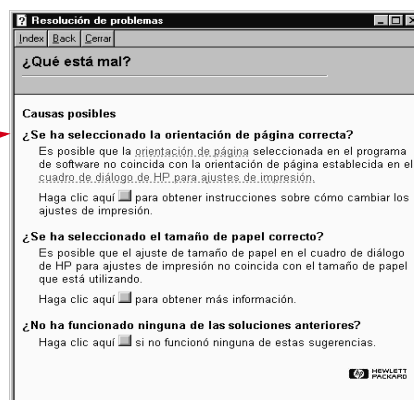 Resolución de problemas
Index Back Cerrar
¿Qué está mal?
Causas posibles
¿Se ha seleccionado la orientación de página correcta?
Es posible que la orientación de página seleccionada en el programa
de software no coincida con la orientación de página establecida en el
cuadro de diálogo de HP para ajustes de impresión.
Haga clic aquí para obtener instrucciones sobre cómo cambiar los
ajustes de impresión.
¿Se ha seleccionado el tamaño de papel correcto?
Es posible que el ajuste de tamaño de papel en el cuadro de diálogo
de HP para ajustes de impresión no coincida con el tamaño de papel
que está utilizando.
Haga clic aquí para obtener más información.
¿No ha funcionado ninguna de las soluciones anteriores?
Haga clic aquí si no funcionó ninguna de estas sugerencias.
hp HEWLETT
PACKARD